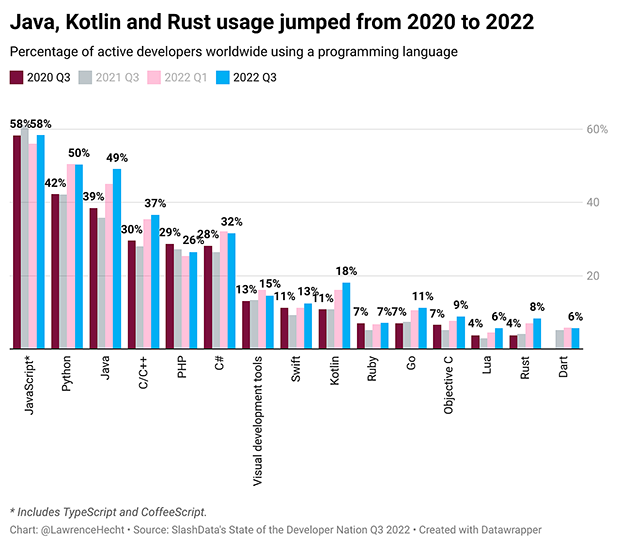 Java, Kotlin and Rust usage jumped from 2020 to 2022
Percentage of active developers worldwide using a programming language
2020 Q3 2021 Q3 2022 Q1 2022 Q3
58% 58% 60%
42% 50%
39% 49%
40
30% 37%
29% 26%
28% 32%
20
13% 15%
11% 13%
11% 18%
7% 7%
7% 11%
7% 9%
4% 6%
4% 8%
6%
JavaScript*
Python
Java
C/C++
PHP
C#
Visual development tools
Swift
Kotlin
Ruby
Go
Objective C
Lua
Rust
Dart
* Includes TypeScript and CoffeeScript.
Chart: @LawrenceHecht • Source: SlashData's State of the Developer Nation Q3 2022 • Created with Datawrapper